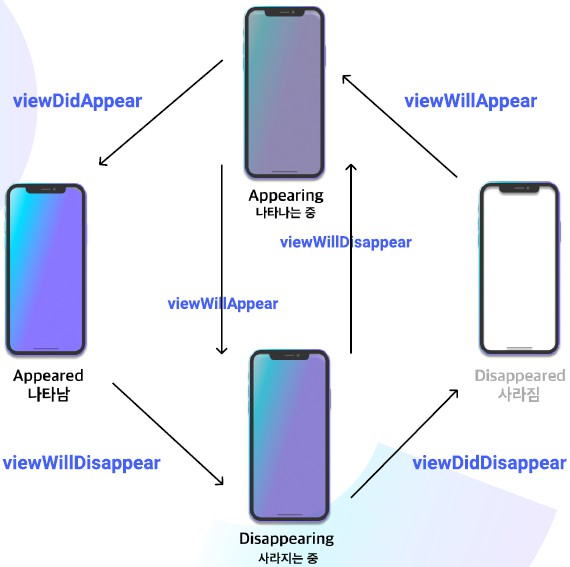 viewDidAppear
viewWillAppear
Appearing
나타나는 중
viewWillDisappear
viewWillAppear
Appeared
나타남
Disappeared
사라짐
viewWillDisappear
viewDidDisappear
Disappearing
사라지는 중